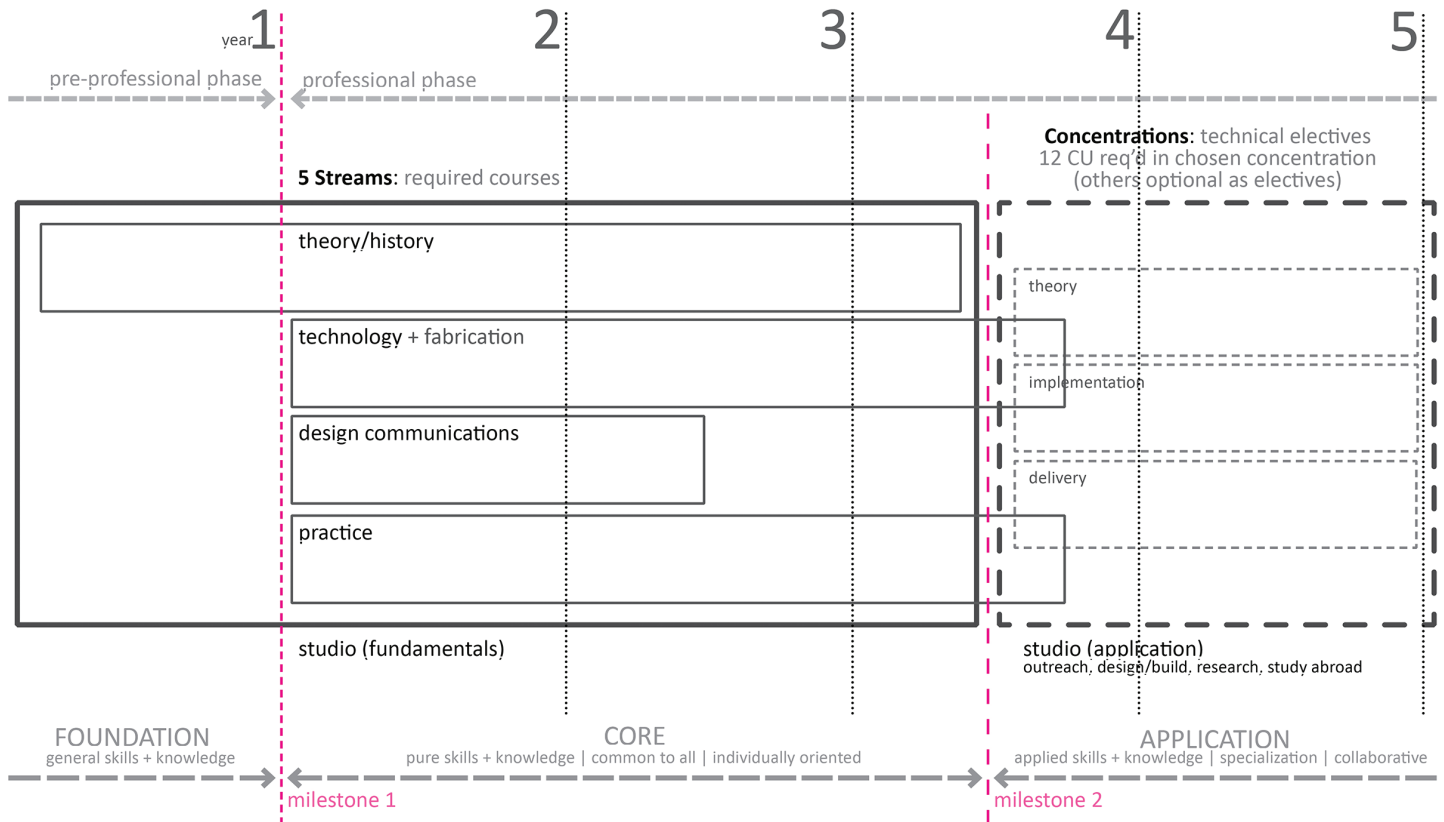 year 1
2
3
4
5
pre-professional phase
professional phase
Concentrations: technical electives
12 CU req'd in chosen concentration
(others optional as electives)
5 Streams: required courses
theory/history
technology + fabrication
design communications
practice
theory
implementation
delivery
studio (fundamentals)
studio (application)
outreach, design/build, research, study abroad
FOUNDATION
general skills + knowledge
CORE
pure skills + knowledge | common to all | individually oriented
APPLICATION
applied skills + knowledge | specialization | collaborative
milestone 1
milestone 2